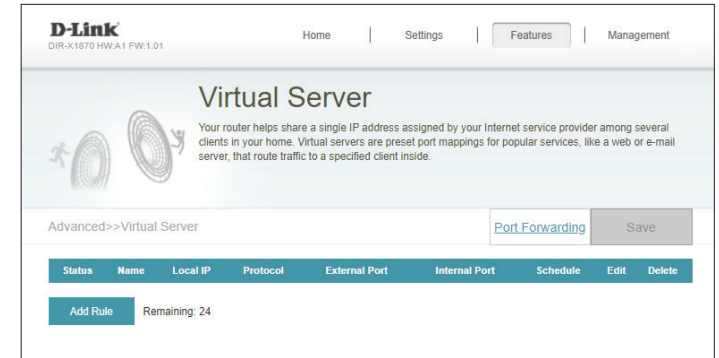 D-Link
DIR-X1870 HW:A1 FW:1.01
Home | Settings | Features | Management
Virtual Server
Your router helps share a single IP address assigned by your Internet service provider among several
clients in your home. Virtual servers are preset port mappings for popular services, like a web or e-mail
server, that route traffic to a specified client inside.
Advanced>>Virtual Server Port Forwarding Save
Status Name Local IP Protocol External Port Internal Port Schedule Edit Delete
Add Rule Remaining: 24